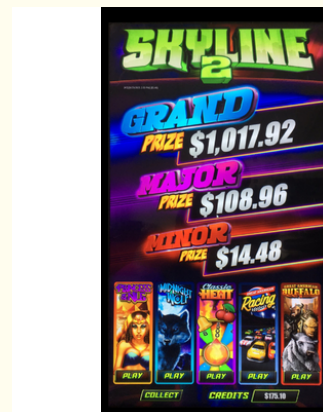 SKYLINE
2
GRAND
PRIZE $1,017.92
MAJOR
PRIZE $108.96
MINOR
PRIZE $14.48
MIDNIGHT
WOLF
Classic
HEAT
Racing
BUFFALO
PLAY PLAY PLAY PLAY PLAY
COLLECT CREDITS $175.10